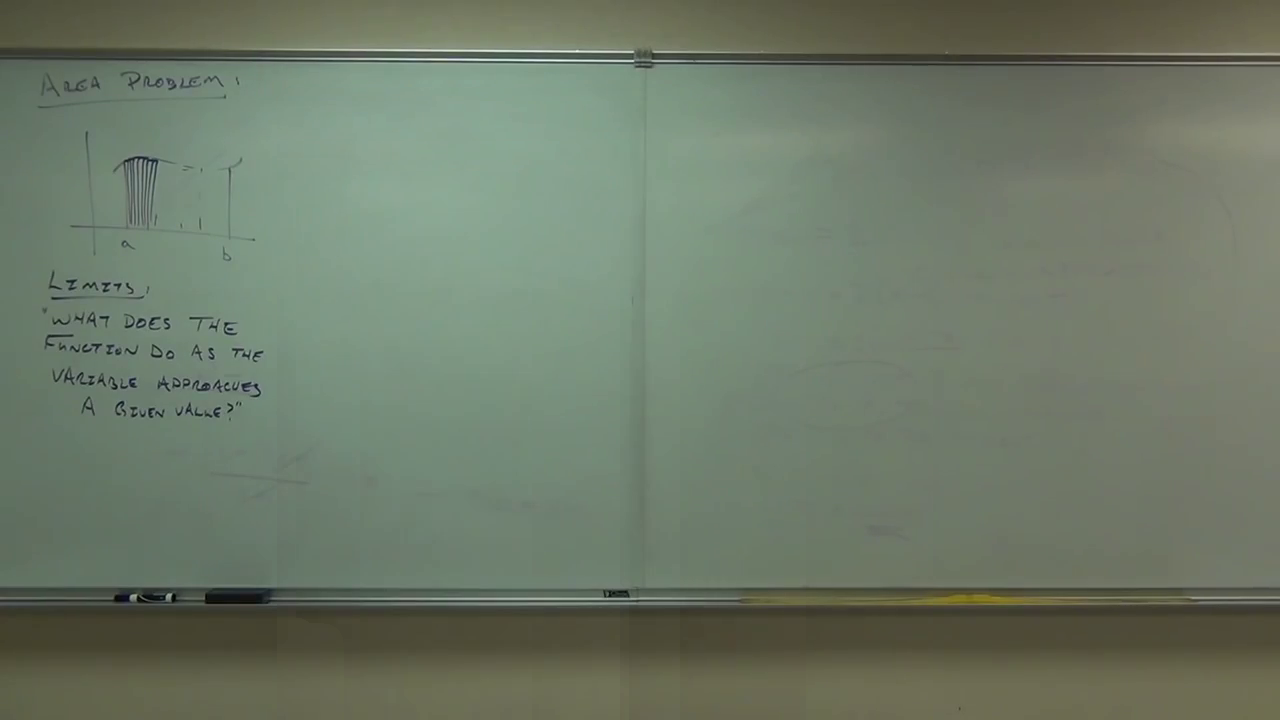 AREA PROBLEM:
a
b
LIMITS:
"WHAT DOES THE
FUNCTION DO AS THE
VARIABLE APPROACHES
A GIVEN VALUE?"